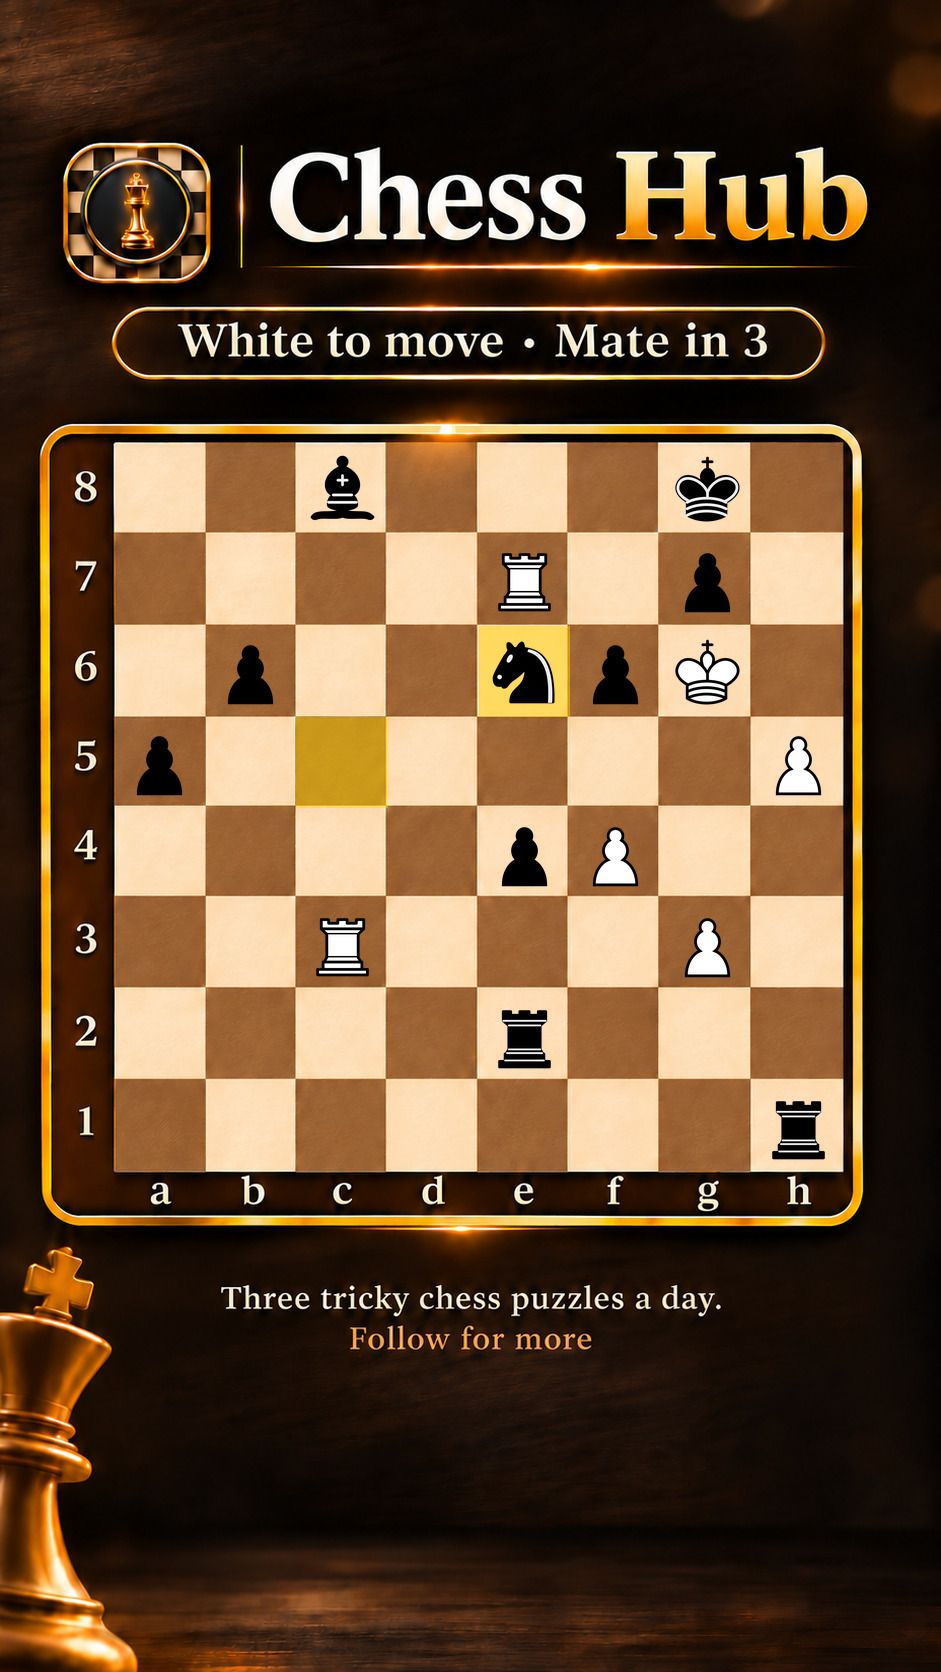 Chess Hub
White to move • Mate in 3
8
7
6
5
4
3
2
1
a b c d e f g h
Three tricky chess puzzles a day.
Follow for more